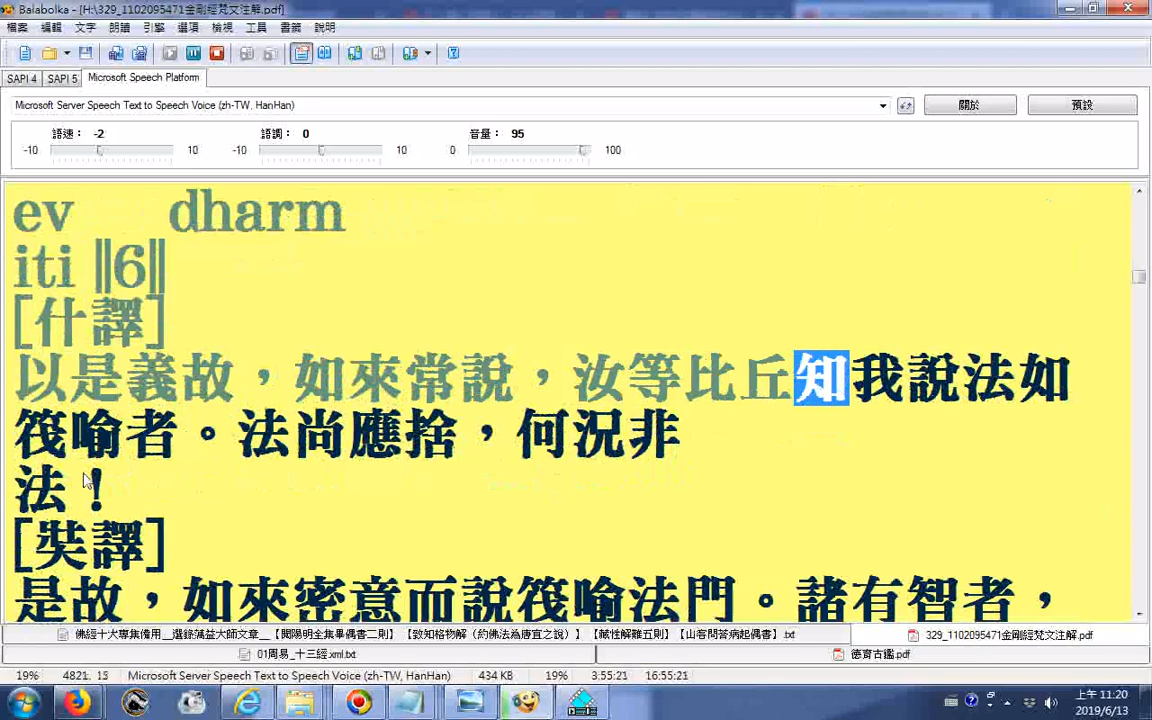 Balabolka - [H:\329_1102095471金剛經梵文注解.pdf]
檔案 編輯 文字 朗讀 引擎 選項 檢視 工具 書籤 說明
SAPI 4 SAPI 5 Microsoft Speech Platform
Microsoft Server Speech Text to Speech Voice (zh-TW, HanHan)
關於 預設
語速： -2 語調： 0 音量： 95
-10 10 -10 10 0 100
ev dharm
iti ‖6‖
[什譯]
以是義故，如來常說，汝等比丘知我說法如
筏喻者。法尚應捨，何況非
法！
[奘譯]
是故，如來密意而說筏喻法門。諸有智者，
佛經十大專集備用__選錄蕅益大師文章__【閱陽明全集畢偶書二則】【致知格物解（約佛法為唐宜之說）】【鹹性解難五則】【山客問答病起偶書】.txt
329_1102095471金剛經梵文注解.pdf
01周易_十三經.xml.txt
德育古鑑.pdf
19% 4821. 15 Microsoft Server Speech Text to Speech Voice (zh-TW, HanHan) 434 KB 19% 3:55:21 16:55:21
上午 11:20
2019/6/13